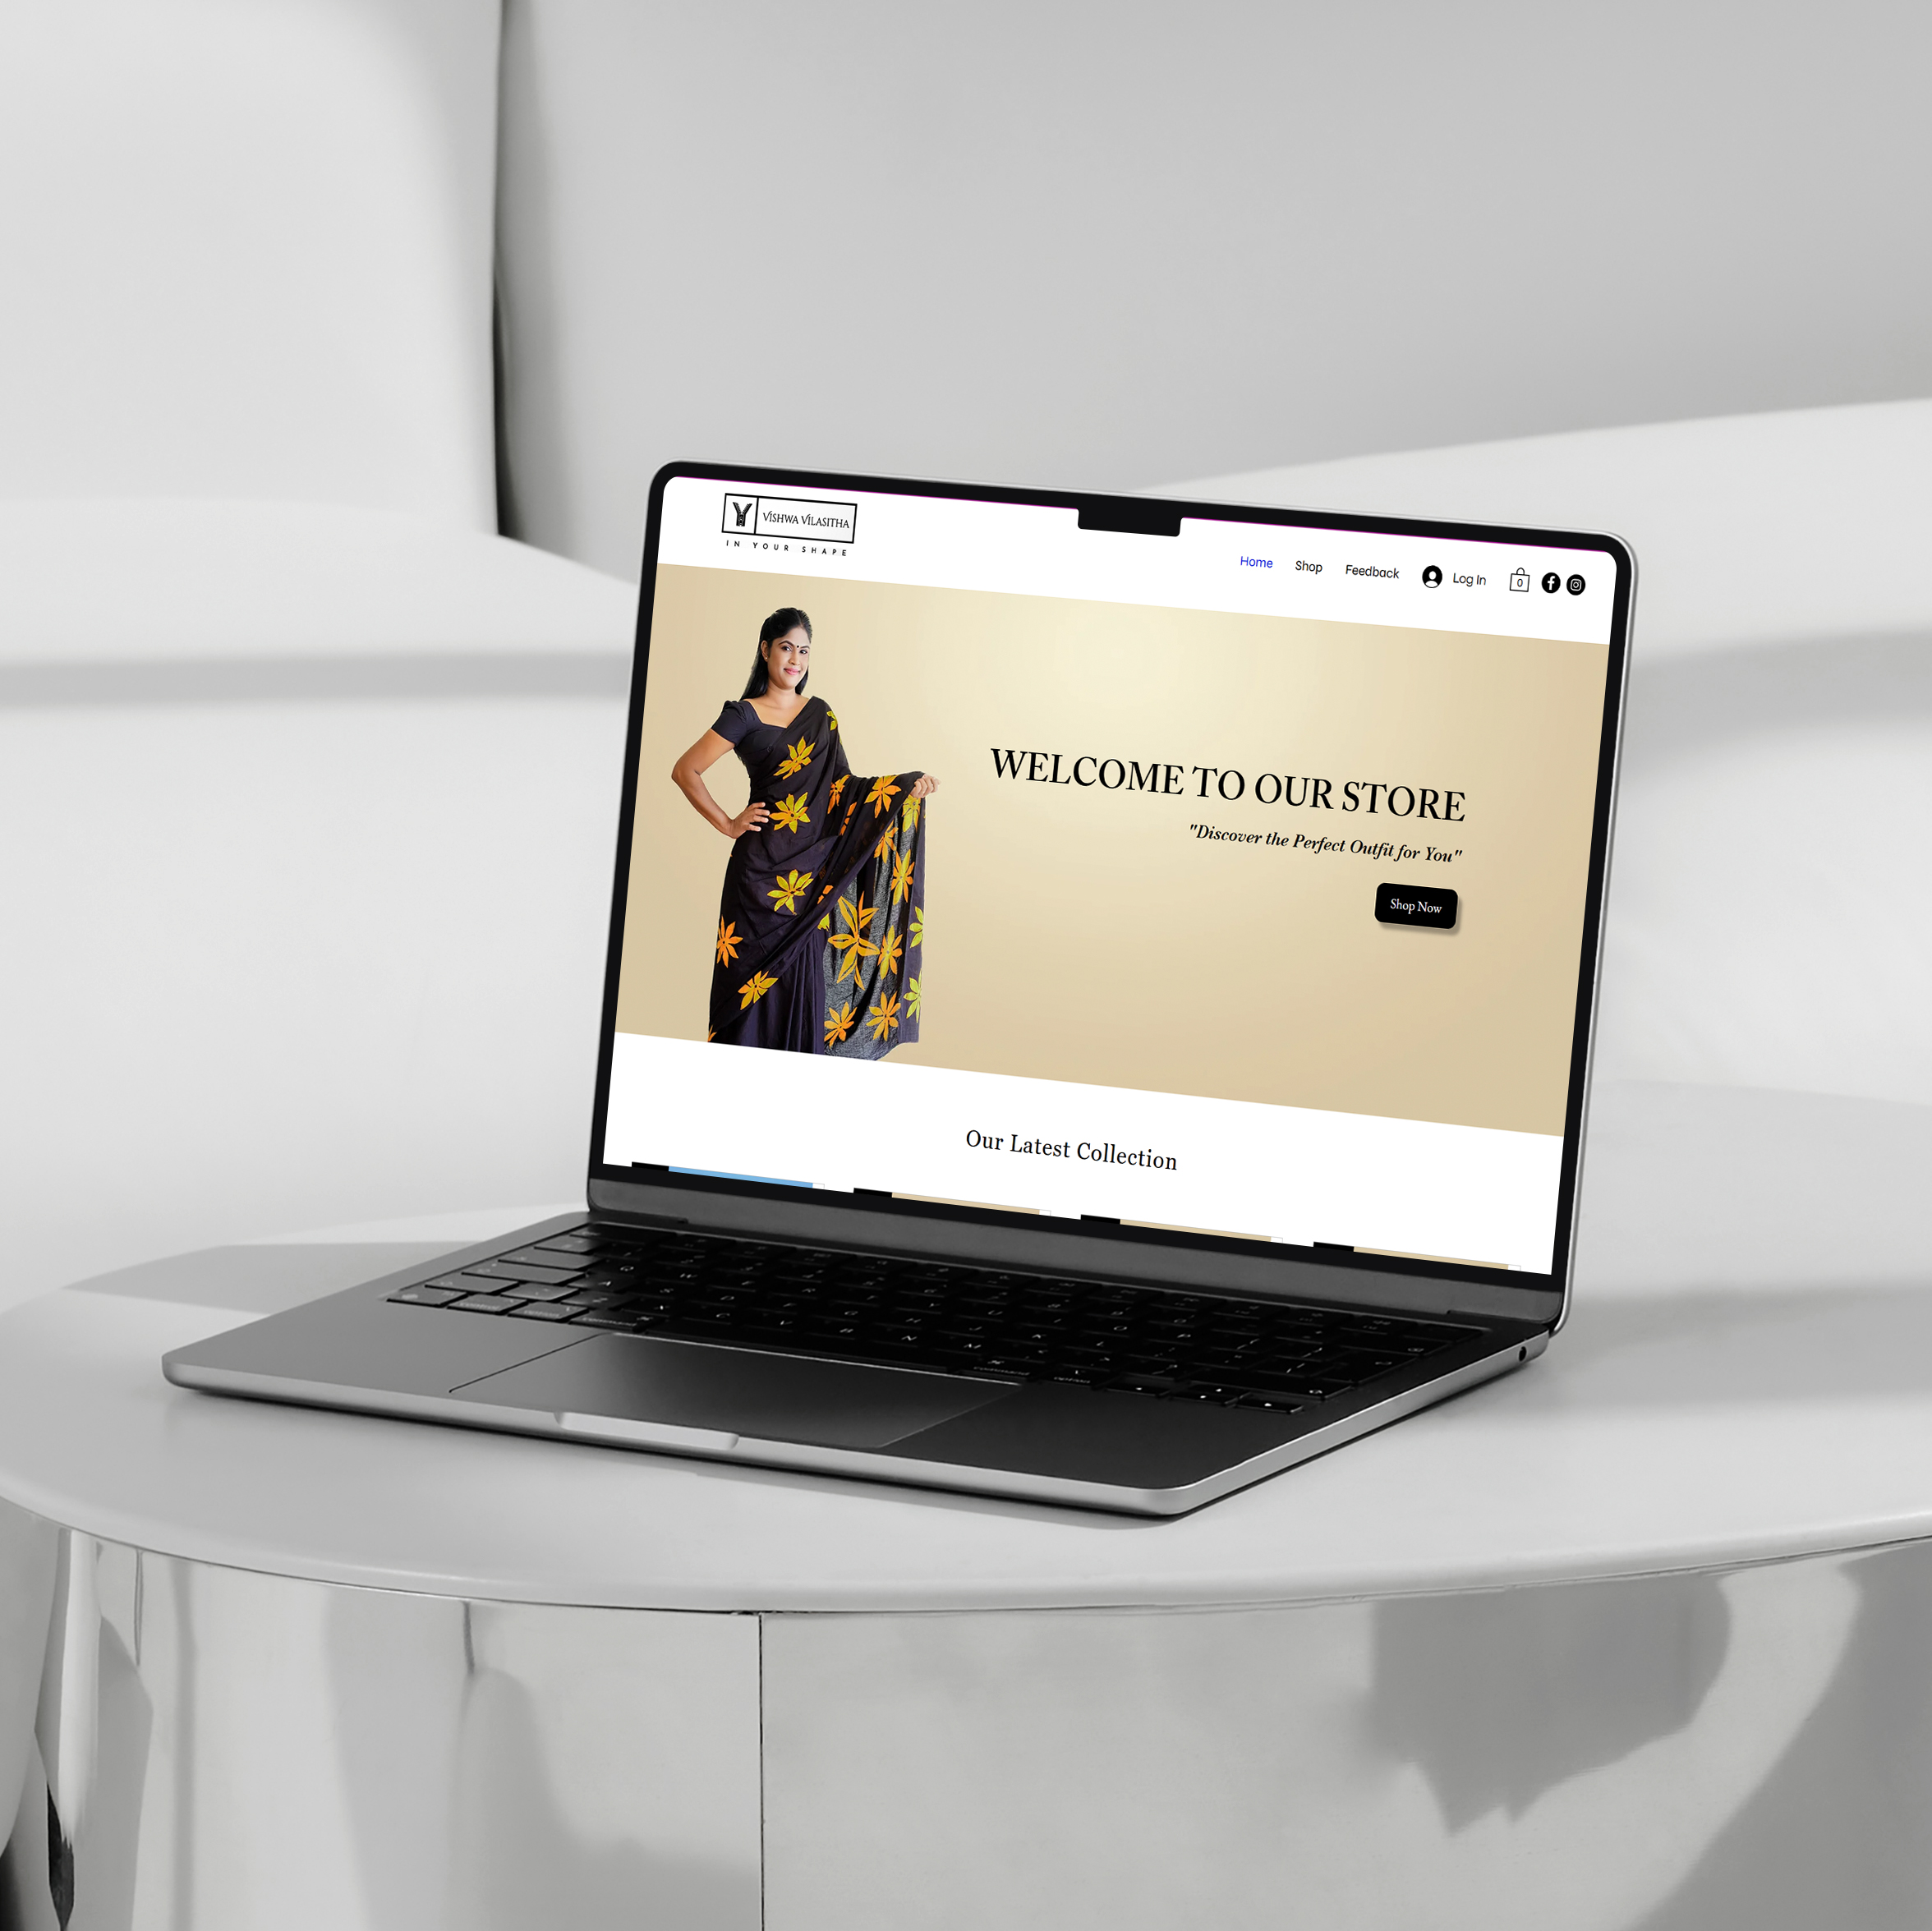 VISHWA VILASITHA
IN YOUR SHAPE
Home Shop Feedback Log In 0
WELCOME TO OUR STORE
"Discover the Perfect Outfit for You"
Shop Now
Our Latest Collection